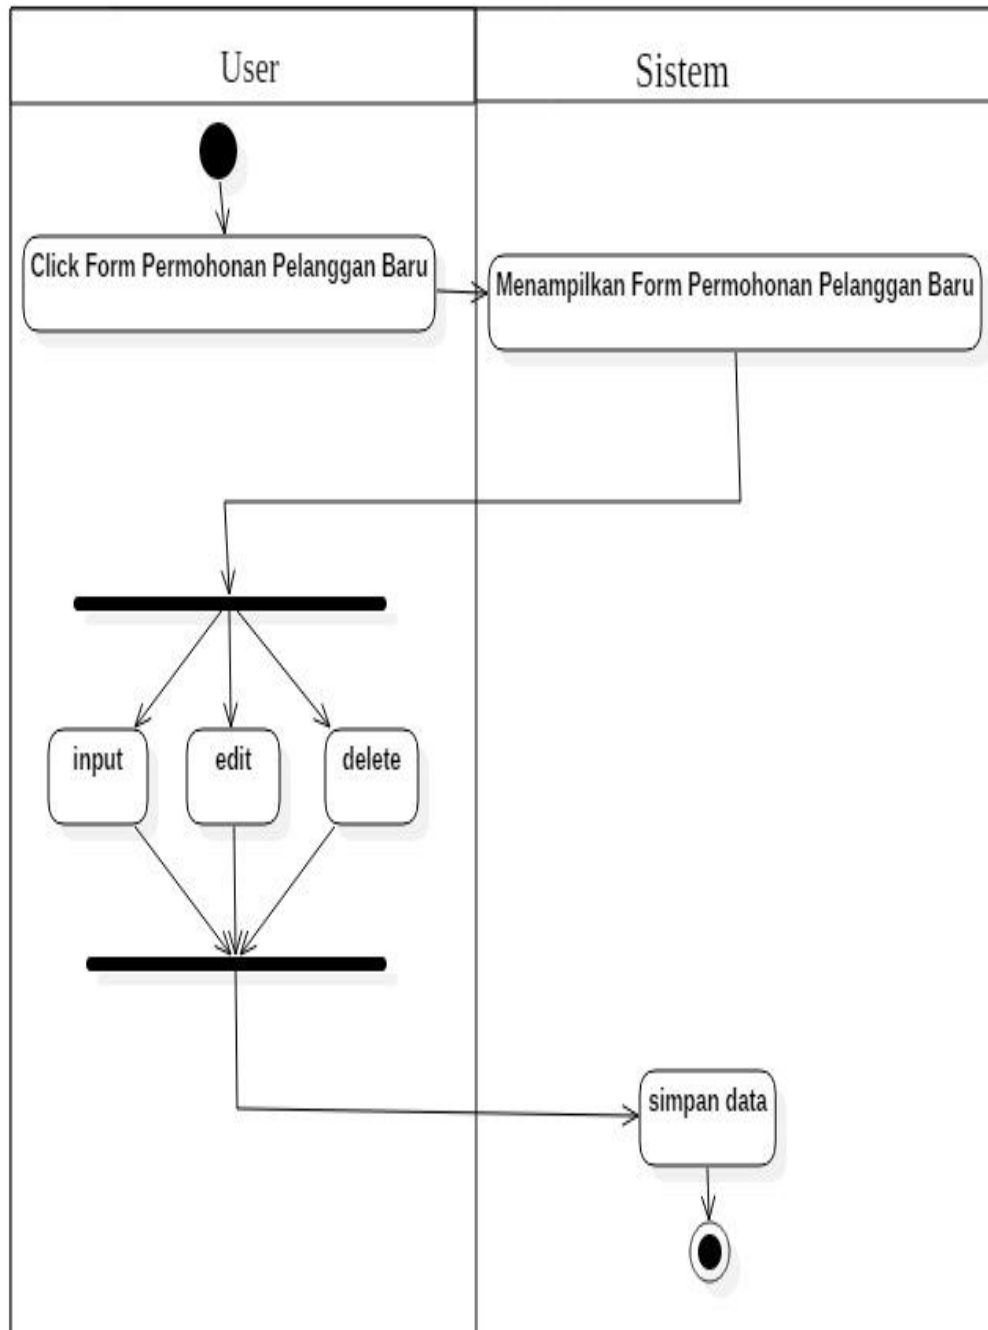 User
Sistem
Click Form Permohonan Pelanggan Baru
Menampilkan Form Permohonan Pelanggan Baru
input
edit
delete
simpan data